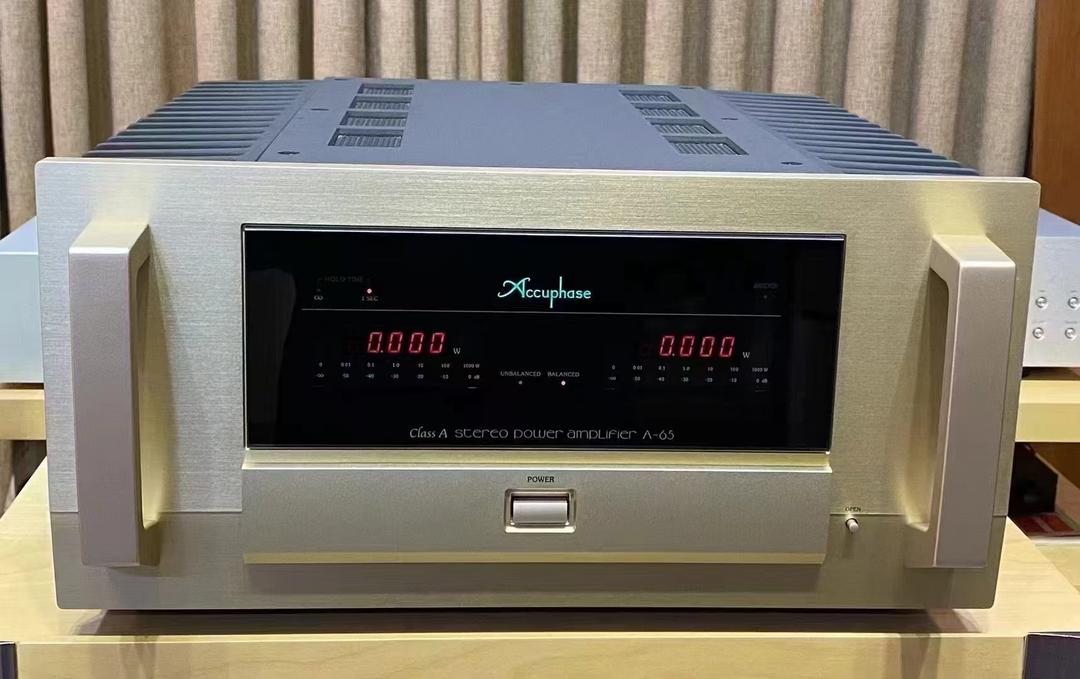 HOLD TIME
∞ 1 SEC
Accuphase
0.000 W 0.000 W
0 0.01 0.1 1.0 10 100 1000 W 0 0.01 0.1 1.0 10 100 1000 W
-∞ -50 -40 -30 -20 -10 0 dB -∞ -50 -40 -30 -20 -10 0 dB
UNBALANCED BALANCED
Class A stereo power amplifier A-65
POWER
OPEN